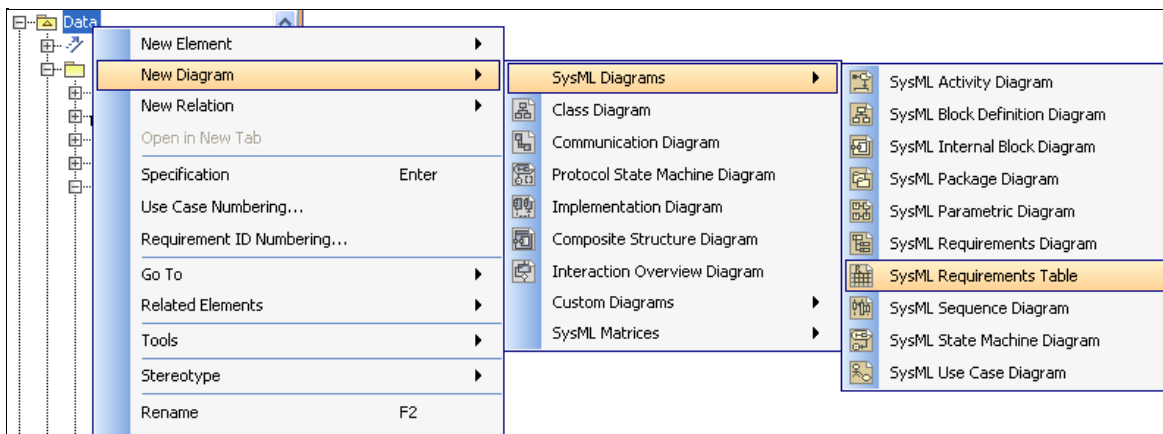 Data
New Element
New Diagram
New Relation
Open in New Tab
Specification Enter
Use Case Numbering...
Requirement ID Numbering...
Go To
Related Elements
Tools
Stereotype
Rename F2
SysML Diagrams
Class Diagram
Communication Diagram
Protocol State Machine Diagram
Implementation Diagram
Composite Structure Diagram
Interaction Overview Diagram
Custom Diagrams
SysML Matrices
SysML Activity Diagram
SysML Block Definition Diagram
SysML Internal Block Diagram
SysML Package Diagram
SysML Parametric Diagram
SysML Requirements Diagram
SysML Requirements Table
SysML Sequence Diagram
SysML State Machine Diagram
SysML Use Case Diagram